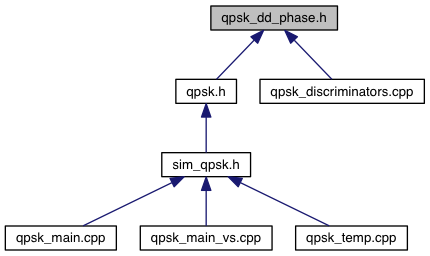 qpsk_dd_phase.h
qpsk.h
qpsk_discriminators.cpp
sim_qpsk.h
qpsk_main.cpp
qpsk_main_vs.cpp
qpsk_temp.cpp